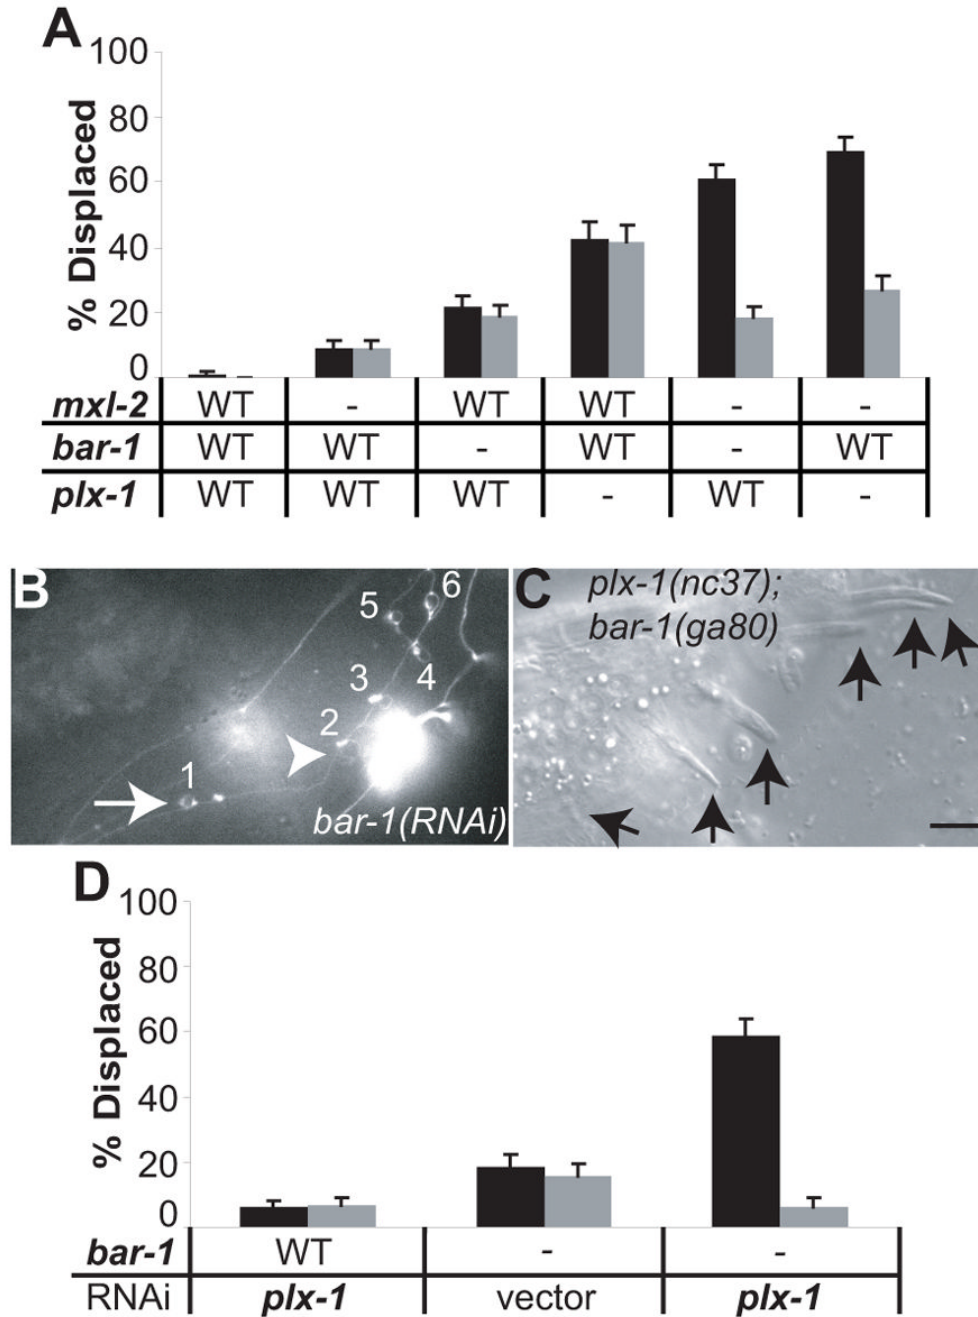 A
100
80
60
40
20
0
% Displaced
mxl-2 WT - WT WT - -
bar-1 WT WT - WT - WT
plx-1 WT WT WT - WT -
B
1
2
3
4
5
6
bar-1(RNAi)
C
plx-1(nc37);
bar-1(ga80)
D
100
80
60
40
20
0
% Displaced
bar-1 WT - -
RNAi plx-1 vector plx-1